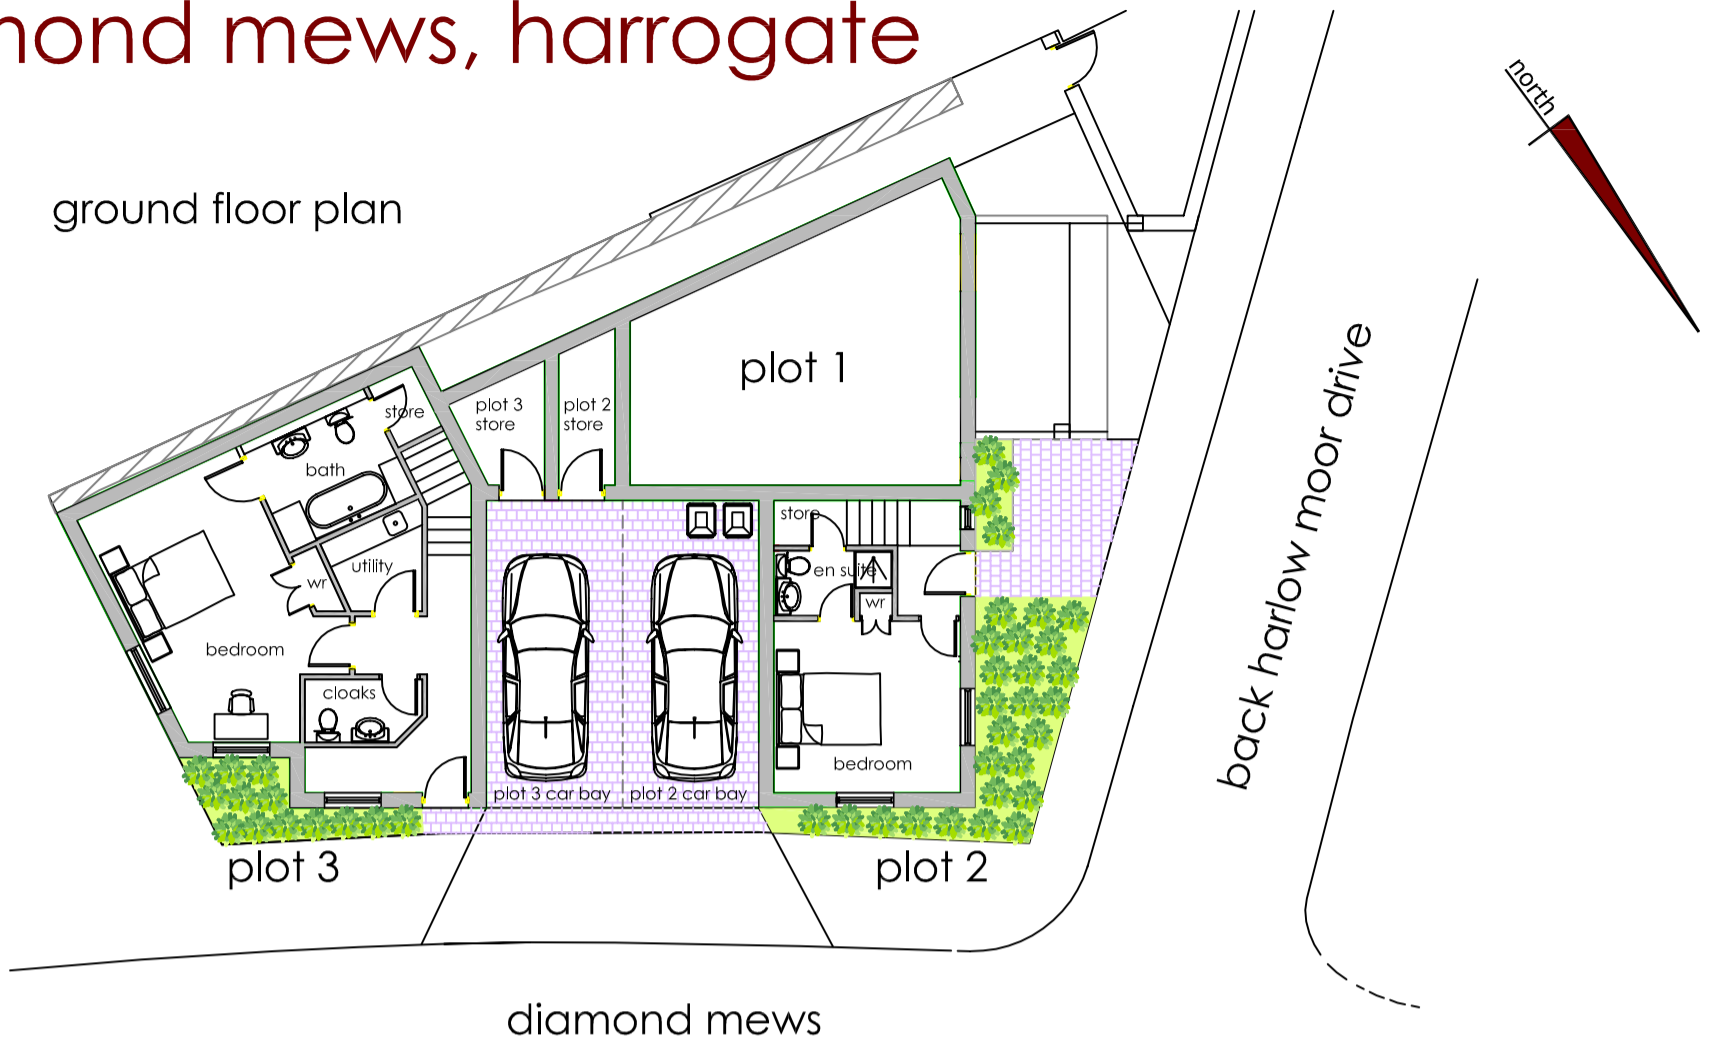 mond mews, harrogate
north
ground floor plan
plot 1
plot 3
store
plot 2
store
store
bath
utility
wr
bedroom
cloaks
store
en suite
wr
bedroom
plot 3 car bay
plot 2 car bay
plot 3
plot 2
back harlow moor drive
diamond mews